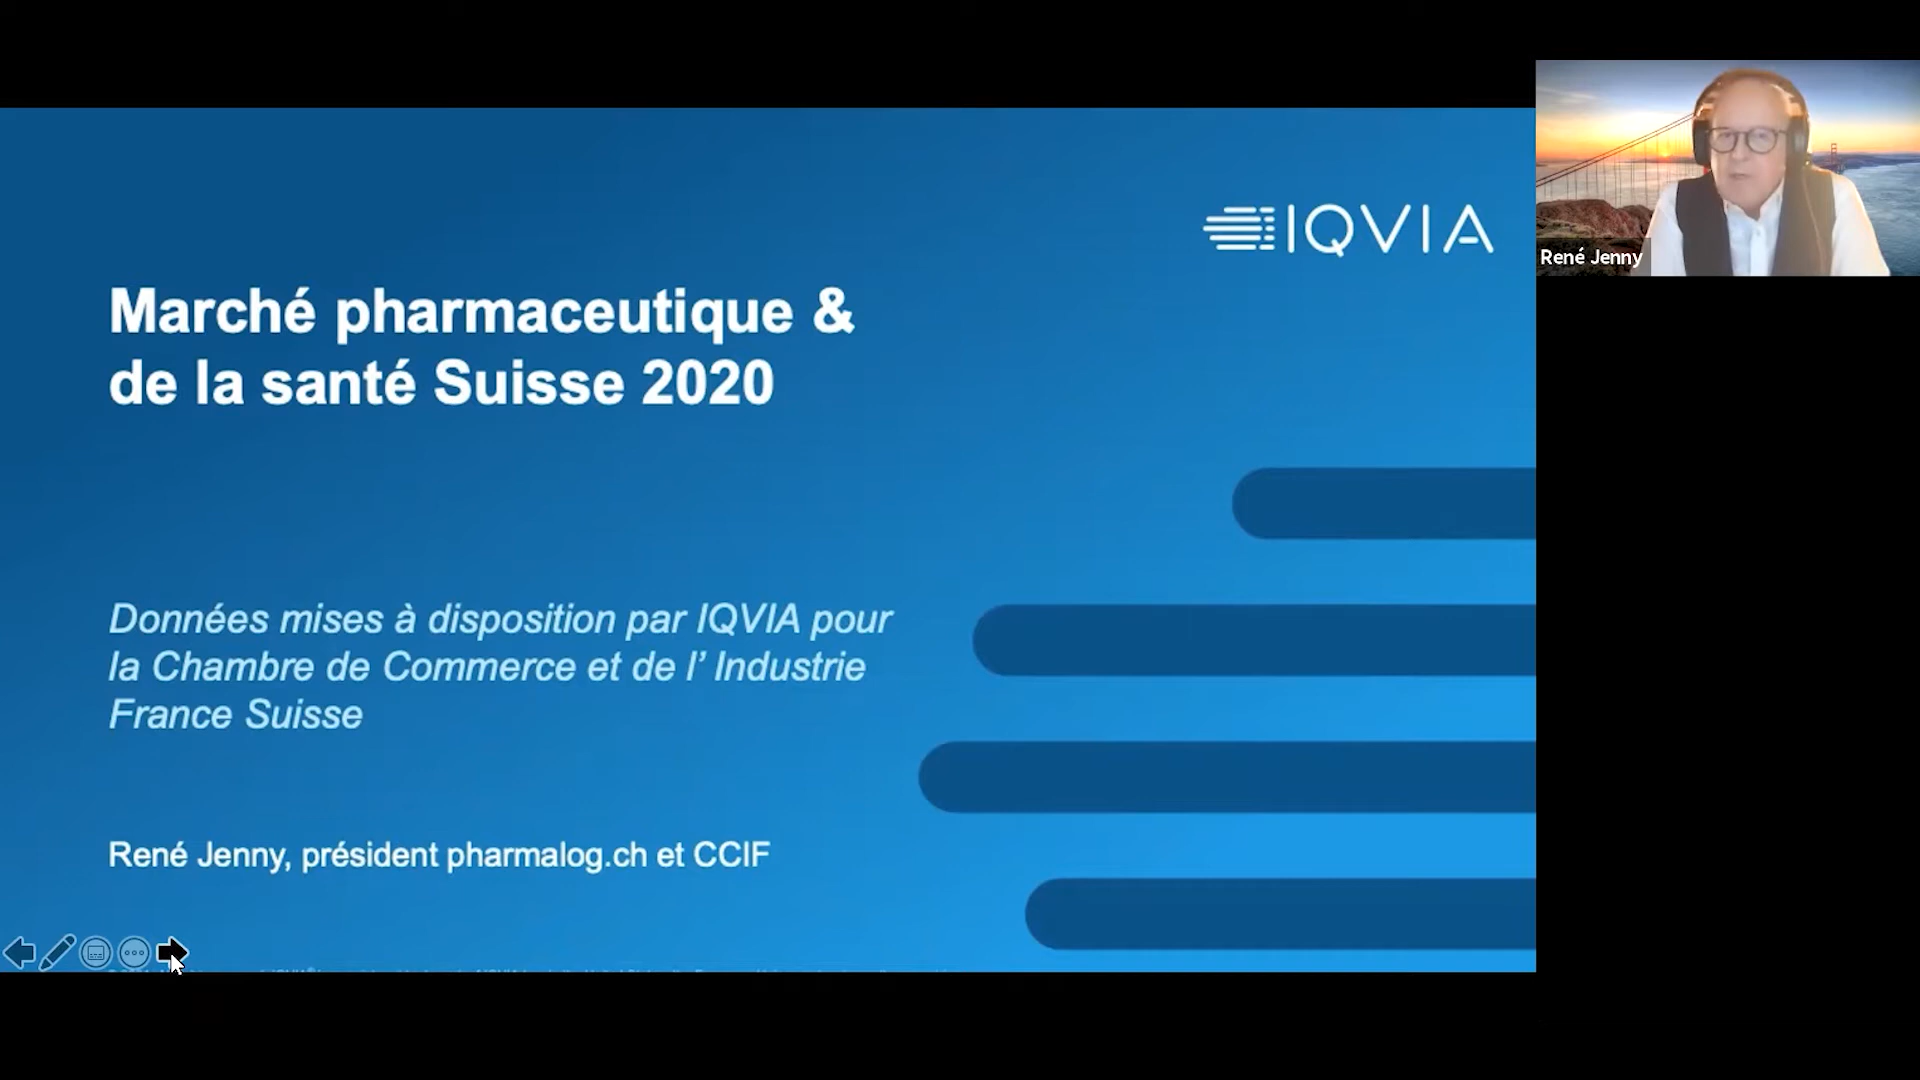 IQVIA
Marché pharmaceutique &
de la santé Suisse 2020
Données mises à disposition par IQVIA pour
la Chambre de Commerce et de l’ Industrie
France Suisse
René Jenny, président pharmalog.ch et CCIF
René Jenny